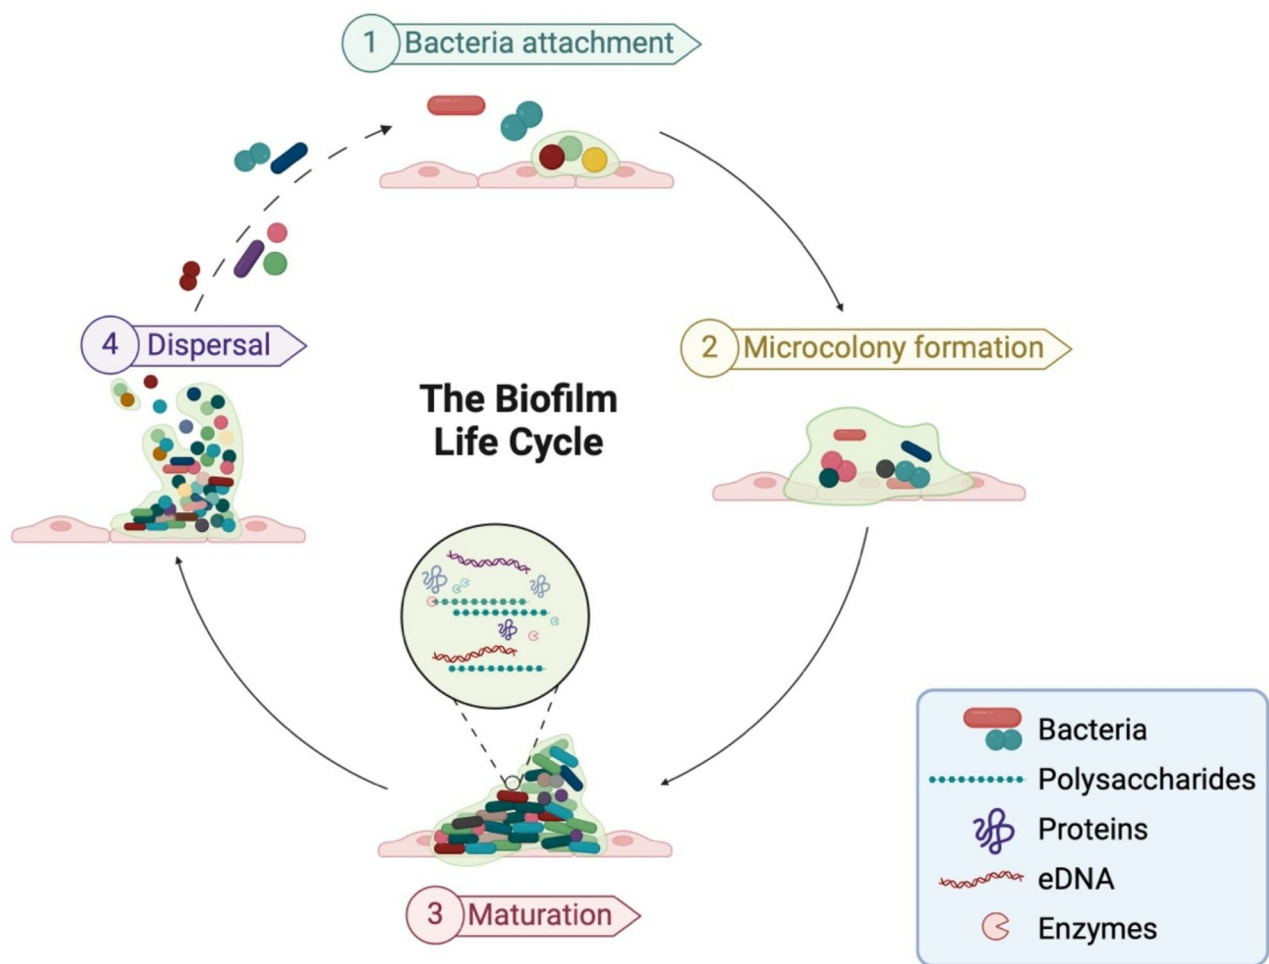 1 Bacteria attachment
4 Dispersal
2 Microcolony formation
The Biofilm
Life Cycle
3 Maturation
Bacteria
Polysaccharides
Proteins
eDNA
Enzymes